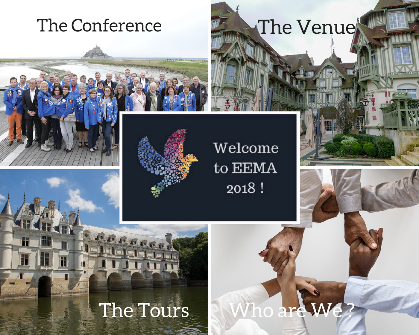 The Conference
The Venue
Welcome
to EEMA
2018 !
The Tours
Who are We ?